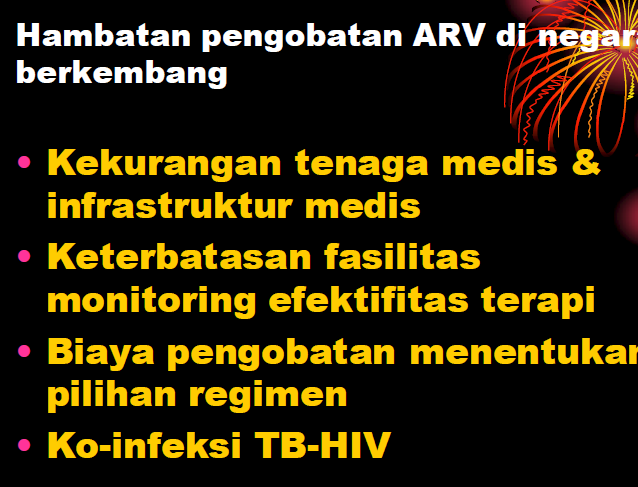 Hambatan pengobatan ARV di negar
berkembang
• Kekurangan tenaga medis &
infrastruktur medis
• Keterbatasan fasilitas
monitoring efektifitas terapi
• Biaya pengobatan menentukan
pilihan regimen
• Ko-infeksi TB-HIV